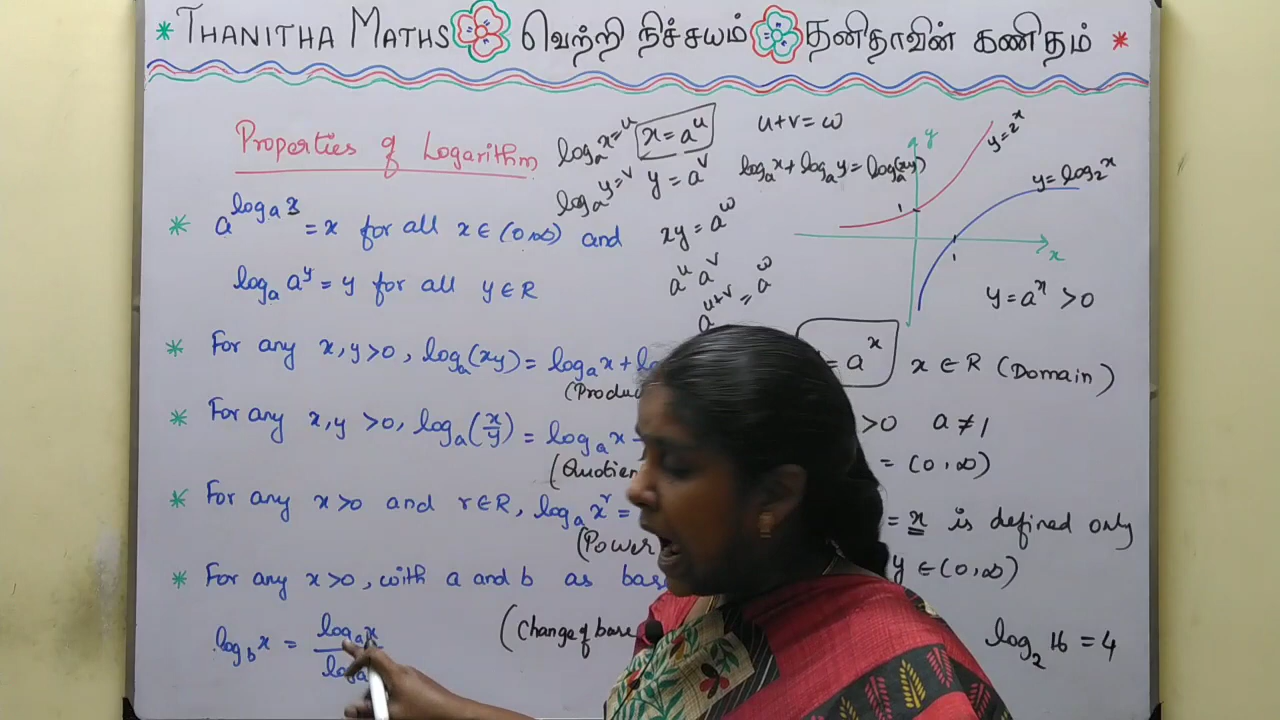 * THANITHA MATHS வெற்றி நிச்சயம் தனிதாவின் கணிதம் *
Properties of Logarithm
* a^{log_a x} = x for all x ∈ (0,∞) and
log_a a^y = y for all y ∈ R
* For any x, y > 0, log_a(xy) = log_a x +
* For any x, y > 0, log_a(x/y) = log_a x
* For any x > 0 and r ∈ R, log_a x^r =
(Power
* For any x > 0, with a and b as
log_b x = log_a x / log_a
(Change of base
log_a x = u x = a^u
log_a y = v y = a^v
xy = a^w
a^u a^v
a^{u+v} = a^w
u + v = w
log_a x + log_a y = log_a(xy)
y
y = 2^x
y = log_2 x
1
1
x
y = a^x > 0
= a^x x ∈ R (Domain)
> 0 a ≠ 1
= (0, ∞)
= x is defined only
y ∈ (0, ∞)
log_2 16 = 4